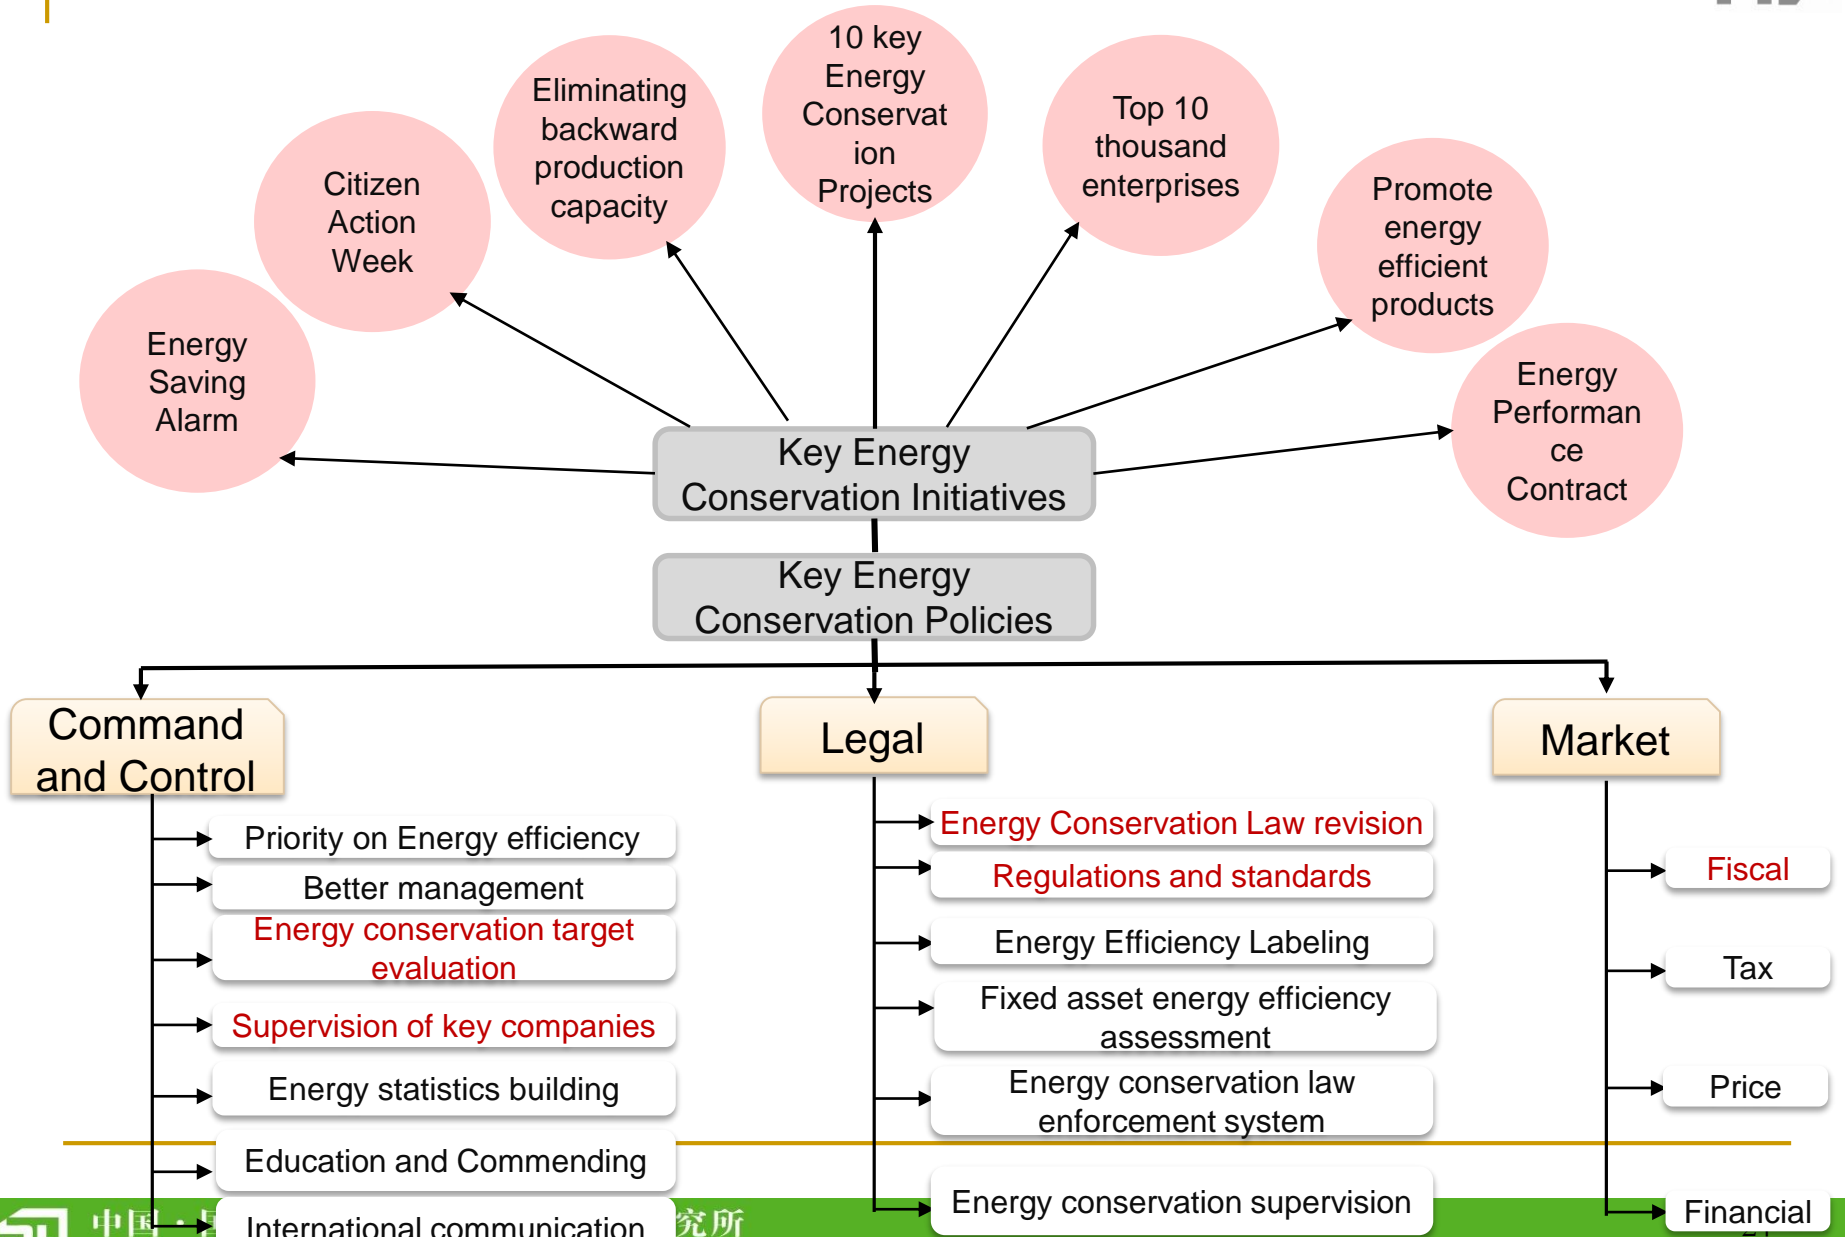 10 key
Energy
Conservat
ion
Projects
Eliminating
backward
production
capacity
Top 10
thousand
enterprises
Citizen
Action
Week
Promote
energy
efficient
products
Energy
Saving
Alarm
Energy
Performan
ce
Contract
Key Energy
Conservation Initiatives
Key Energy
Conservation Policies
Command
and Control
Priority on Energy efficiency
Better management
Energy conservation target
evaluation
Supervision of key companies
Energy statistics building
Education and Commending
International communication
Legal
Energy Conservation Law revision
Regulations and standards
Energy Efficiency Labeling
Fixed asset energy efficiency
assessment
Energy conservation law
enforcement system
Energy conservation supervision
Market
Fiscal
Tax
Price
Financial
中国·
究所